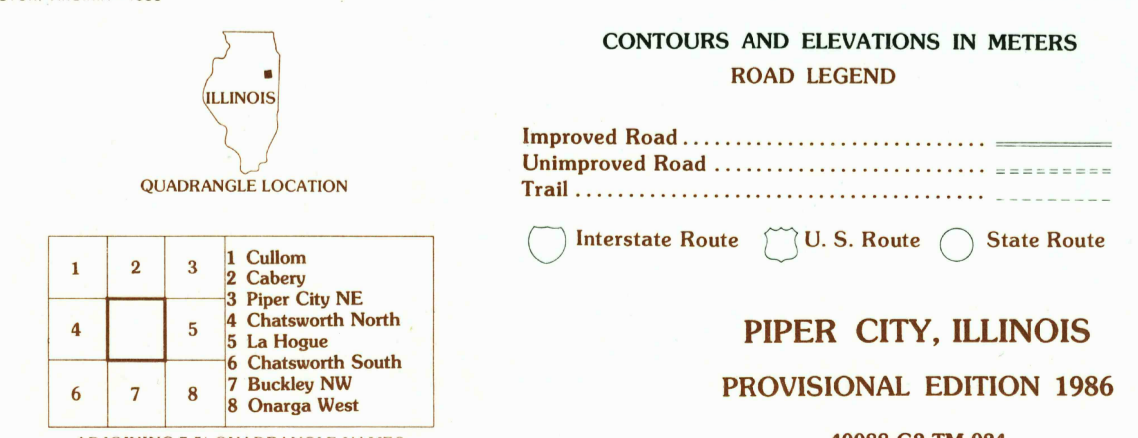 ILLINOIS
QUADRANGLE LOCATION
1 2 3
4 5
6 7 8
1 Cullom
2 Cabery
3 Piper City NE
4 Chatsworth North
5 La Hogue
6 Chatsworth South
7 Buckley NW
8 Onarga West
CONTOURS AND ELEVATIONS IN METERS
ROAD LEGEND
Improved Road
Unimproved Road
Trail
Interstate Route U. S. Route State Route
PIPER CITY, ILLINOIS
PROVISIONAL EDITION 1986